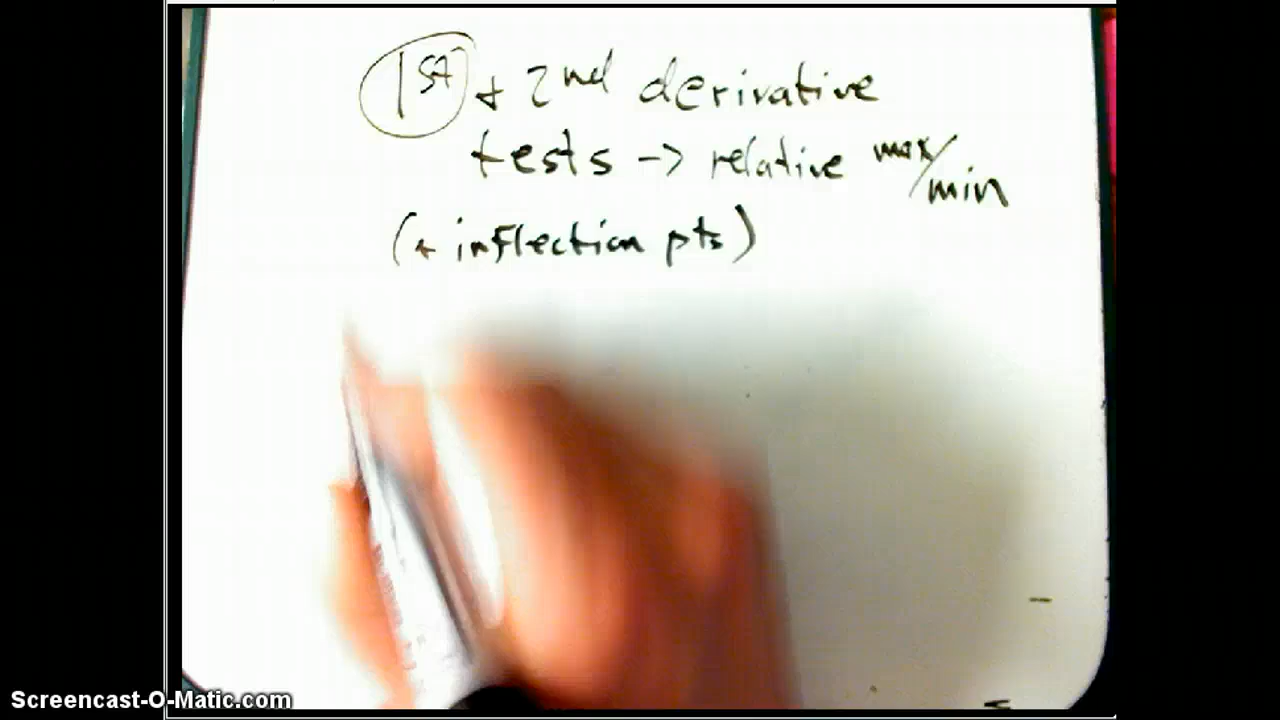 1st + 2nd derivative
tests -> relative max/min
(+ inflection pts)
Screencast-O-Matic.com